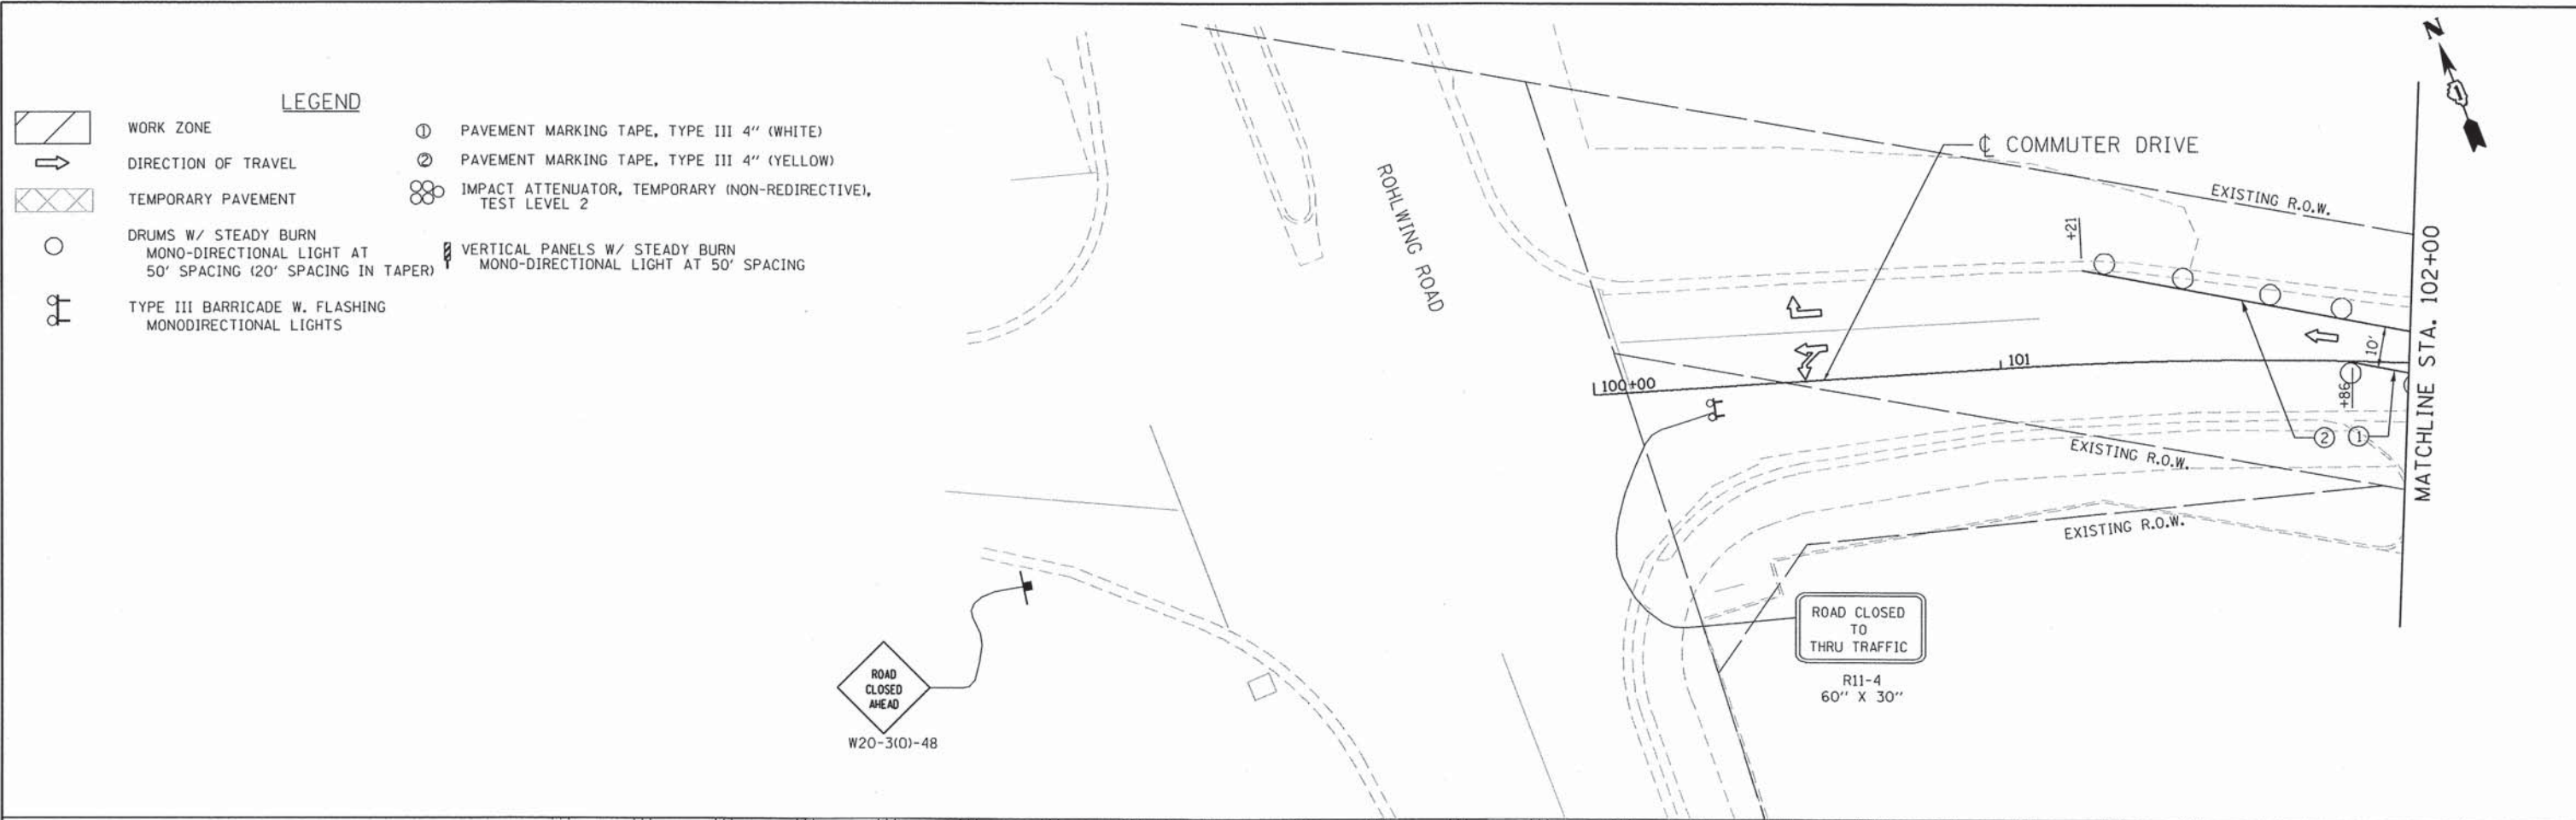 LEGEND
WORK ZONE
DIRECTION OF TRAVEL
TEMPORARY PAVEMENT
DRUMS W/ STEADY BURN
MONO-DIRECTIONAL LIGHT AT
50' SPACING (20' SPACING IN TAPER)
TYPE III BARRICADE W. FLASHING
MONODIRECTIONAL LIGHTS
① PAVEMENT MARKING TAPE, TYPE III 4" (WHITE)
② PAVEMENT MARKING TAPE, TYPE III 4" (YELLOW)
IMPACT ATTENUATOR, TEMPORARY (NON-REDIRECTIVE),
TEST LEVEL 2
VERTICAL PANELS W/ STEADY BURN
MONO-DIRECTIONAL LIGHT AT 50' SPACING
ROHLWING ROAD
℄ COMMUTER DRIVE
N
EXISTING R.O.W.
+21
MATCHLINE STA. 102+00
10'
101
100+00
+86
② ①
EXISTING R.O.W.
EXISTING R.O.W.
ROAD CLOSED
TO
THRU TRAFFIC
R11-4
60" X 30"
ROAD
CLOSED
AHEAD
W20-3(O)-48